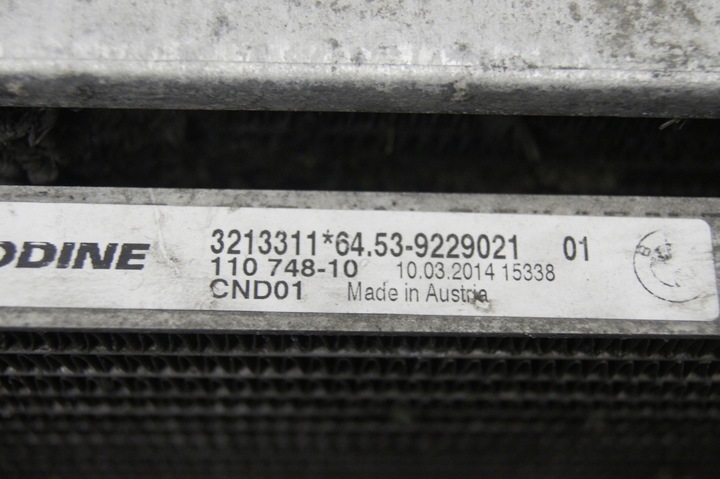 ODINE 3213311*64.53-9229021 01
110 748-10 10.03.2014 15338
CND01 Made in Austria